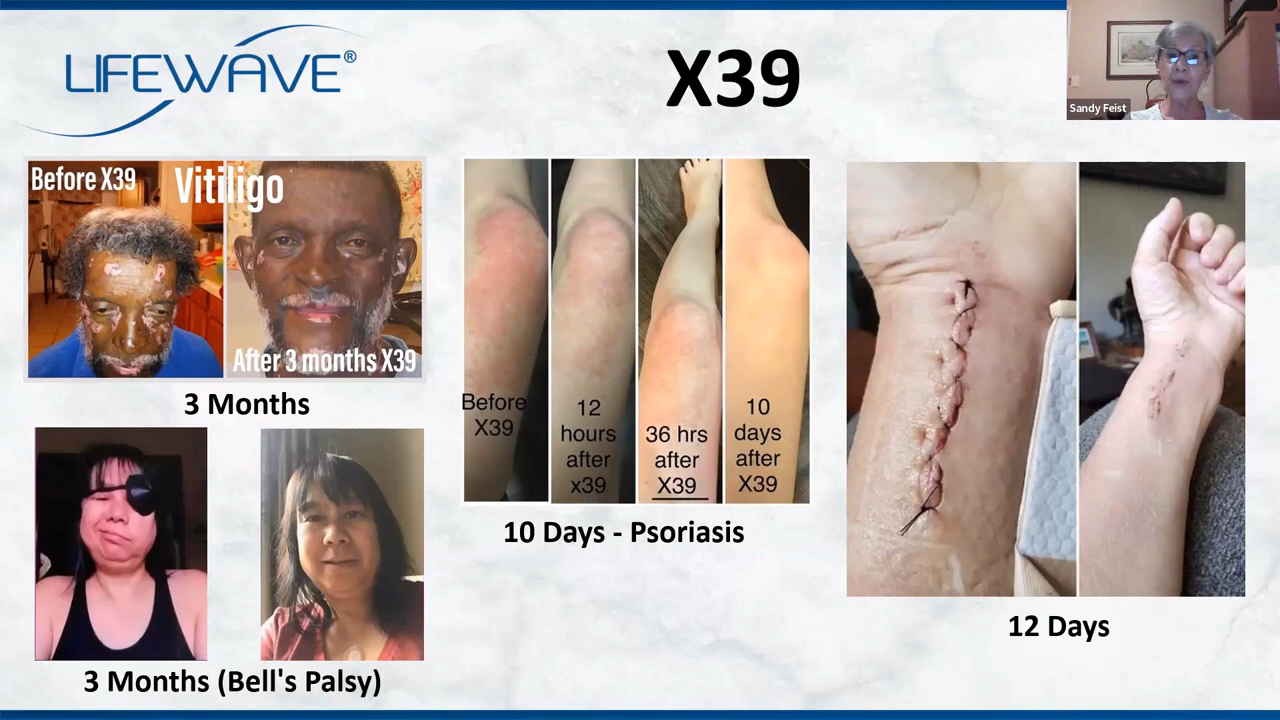 LIFEWAVE®
X39
Sandy Feist
Before X39
Vitiligo
After 3 months X39
3 Months
Before
X39
12
hours
after
x39
36 hrs
after
X39
10
days
after
X39
10 Days - Psoriasis
12 Days
3 Months (Bell's Palsy)